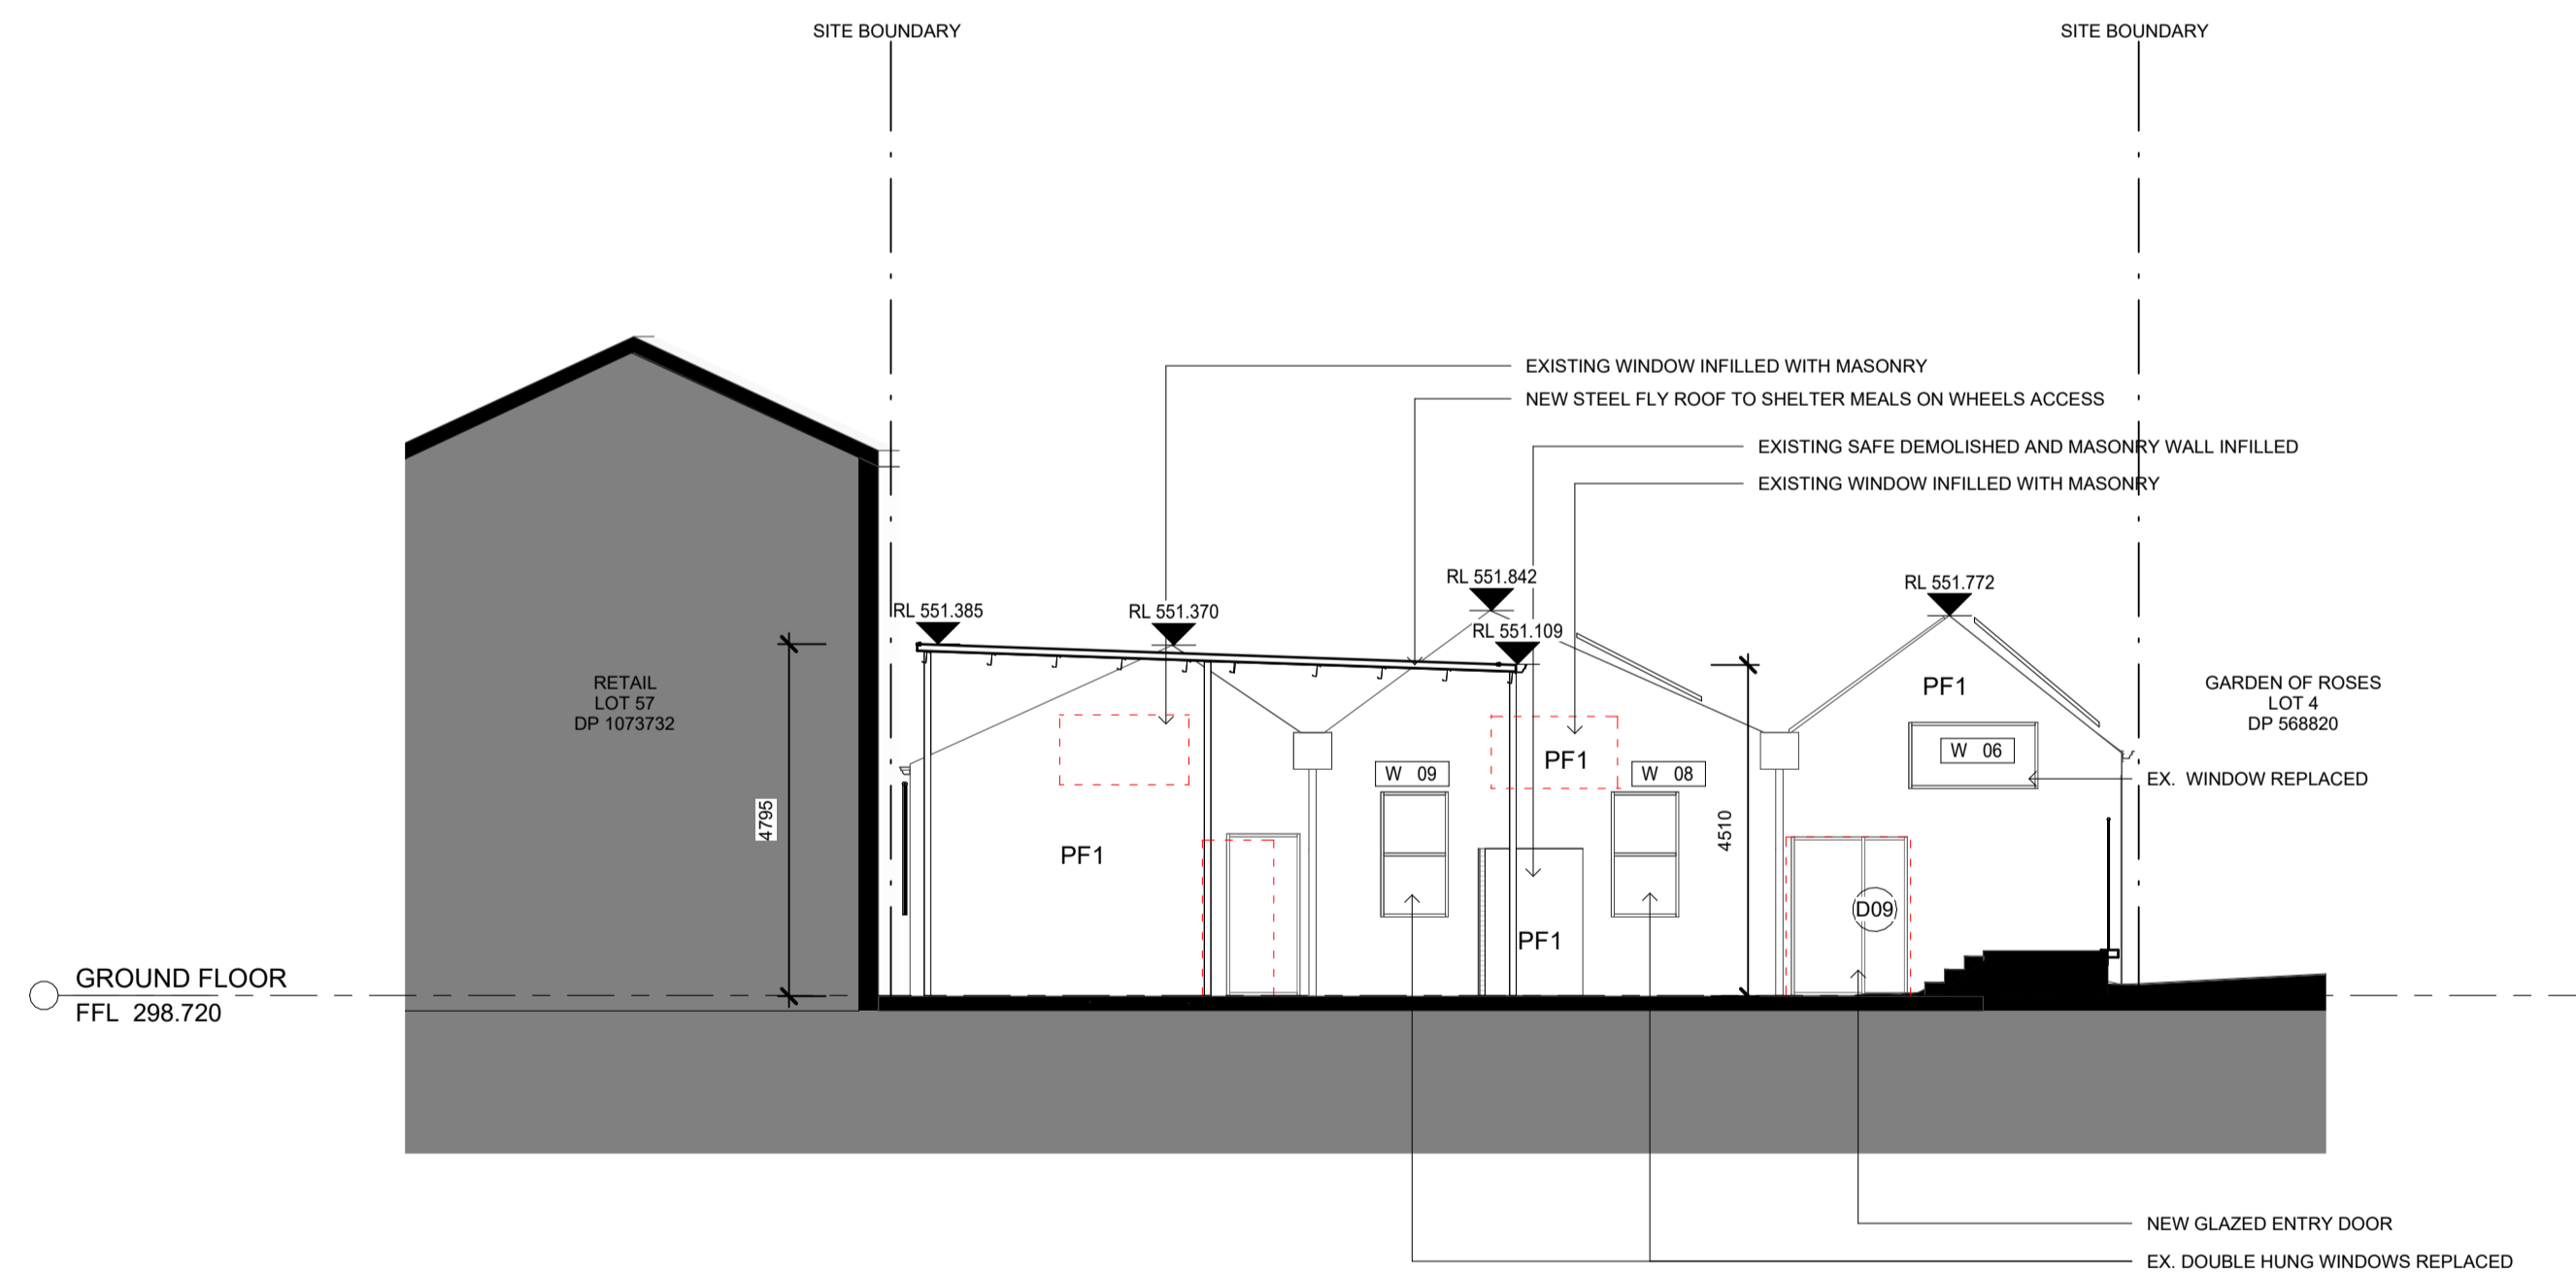 SITE BOUNDARY
SITE BOUNDARY
EXISTING WINDOW INFILLED WITH MASONRY
NEW STEEL FLY ROOF TO SHELTER MEALS ON WHEELS ACCESS
EXISTING SAFE DEMOLISHED AND MASONRY WALL INFILLED
EXISTING WINDOW INFILLED WITH MASONRY
RL 551.842
RL 551.772
RL 551.385
RL 551.370
RL 551.109
RETAIL
LOT 57
DP 1073732
PF1
GARDEN OF ROSES
LOT 4
DP 568820
W 06
PF1
W 09
W 08
EX. WINDOW REPLACED
4795
4510
PF1
D09
PF1
GROUND FLOOR
FFL 298.720
NEW GLAZED ENTRY DOOR
EX. DOUBLE HUNG WINDOWS REPLACED